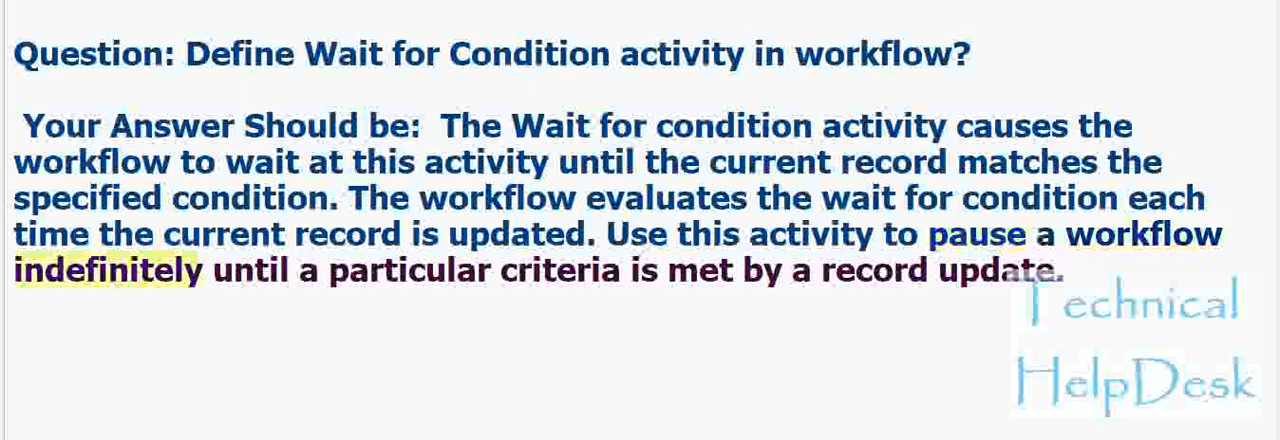 Question: Define Wait for Condition activity in workflow?
Your Answer Should be: The Wait for condition activity causes the
workflow to wait at this activity until the current record matches the
specified condition. The workflow evaluates the wait for condition each
time the current record is updated. Use this activity to pause a workflow
indefinitely until a particular criteria is met by a record update.
Technical
HelpDesk